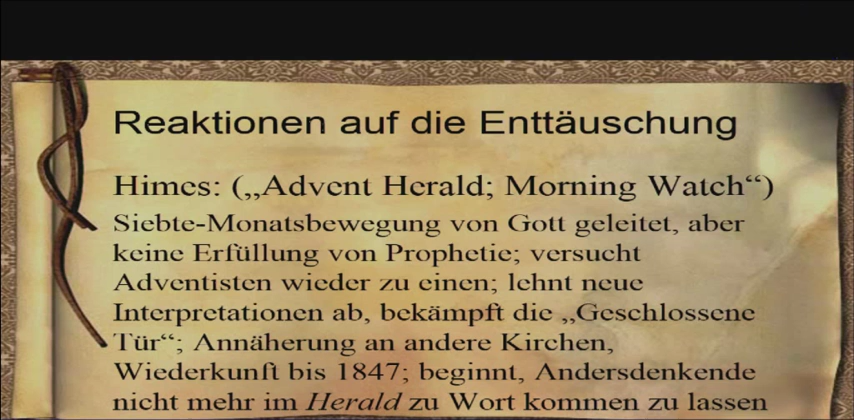 Reaktionen auf die Enttäuschung
Himes: („Advent Herald; Morning Watch“)
Siebte-Monatsbewegung von Gott geleitet, aber
keine Erfüllung von Prophetie; versucht
Adventisten wieder zu einen; lehnt neue
Interpretationen ab, bekämpft die „Geschlossene
Tür“; Annäherung an andere Kirchen,
Wiederkunft bis 1847; beginnt, Andersdenkende
nicht mehr im Herald zu Wort kommen zu lassen